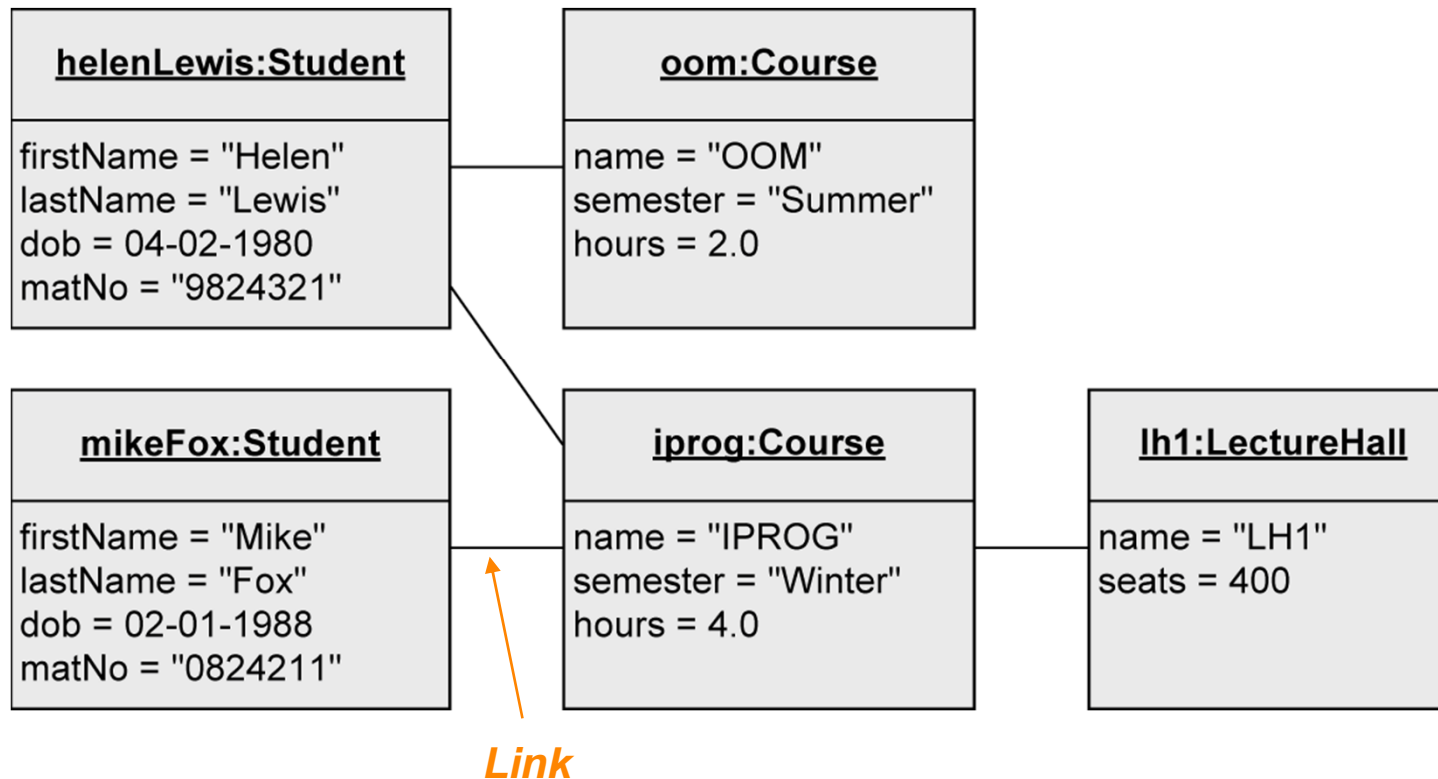 helenLewis:Student
firstName = "Helen"
lastName = "Lewis"
dob = 04-02-1980
matNo = "9824321"
oom:Course
name = "OOM"
semester = "Summer"
hours = 2.0
mikeFox:Student
firstName = "Mike"
lastName = "Fox"
dob = 02-01-1988
matNo = "0824211"
iprog:Course
name = "IPROG"
semester = "Winter"
hours = 4.0
lh1:LectureHall
name = "LH1"
seats = 400
Link